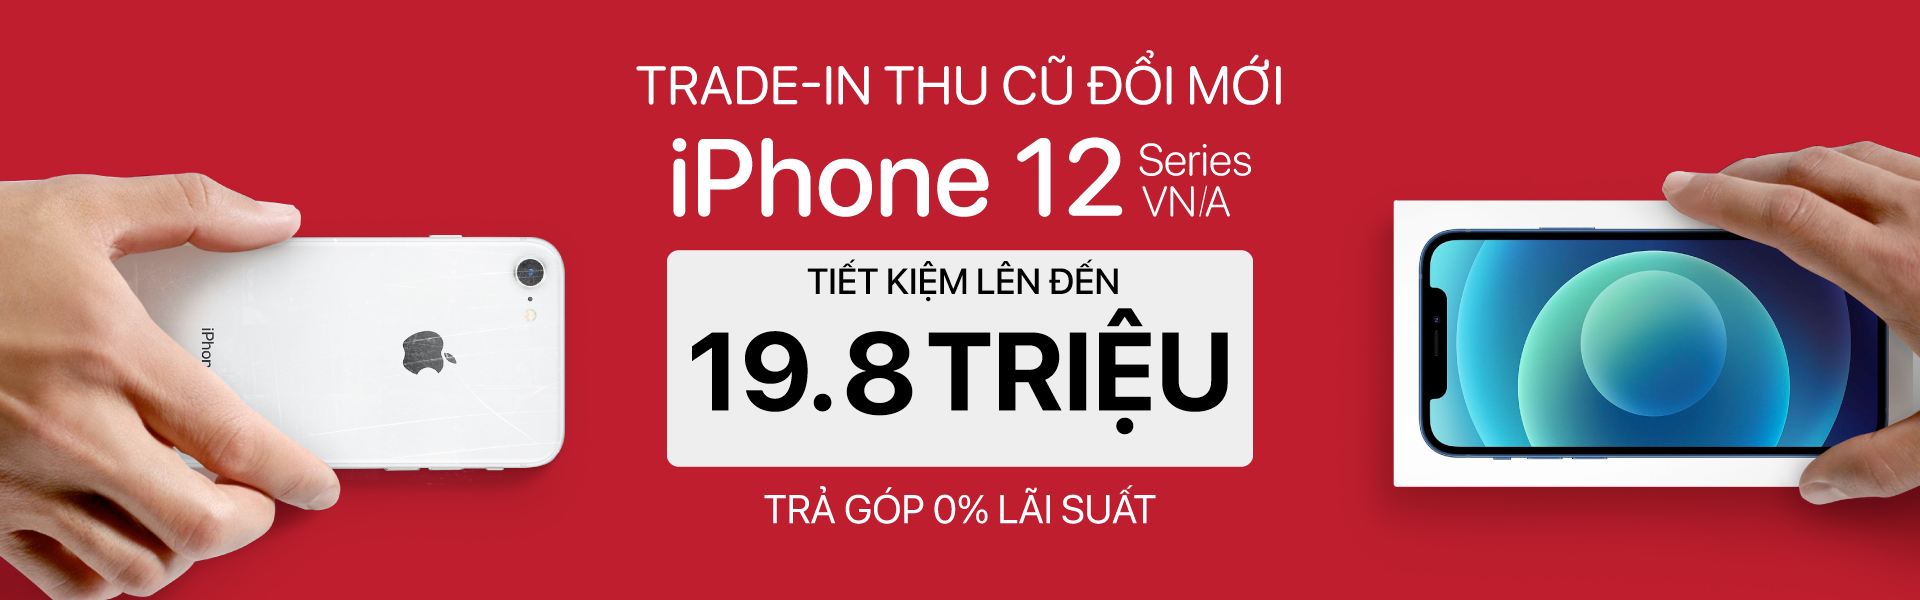 TRADE-IN THU CŨ ĐỔI MỚI
iPhone 12 Series
VN/A
TIẾT KIỆM LÊN ĐẾN
19.8 TRIỆU
TRẢ GÓP 0% LÃI SUẤT
iPhon